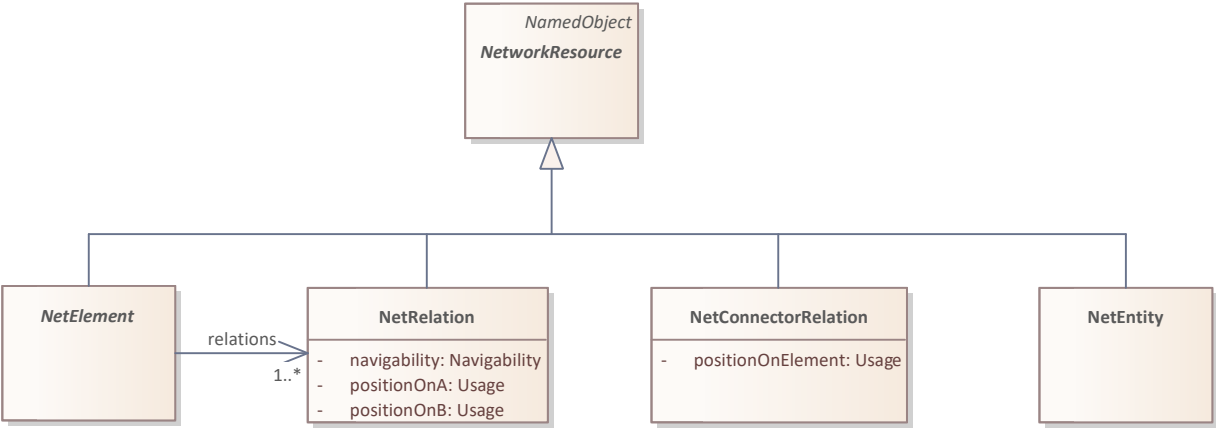 NamedObject
NetworkResource
NetElement
relations
1..*
NetRelation
- navigability: Navigability
- positionOnA: Usage
- positionOnB: Usage
NetConnectorRelation
- positionOnElement: Usage
NetEntity